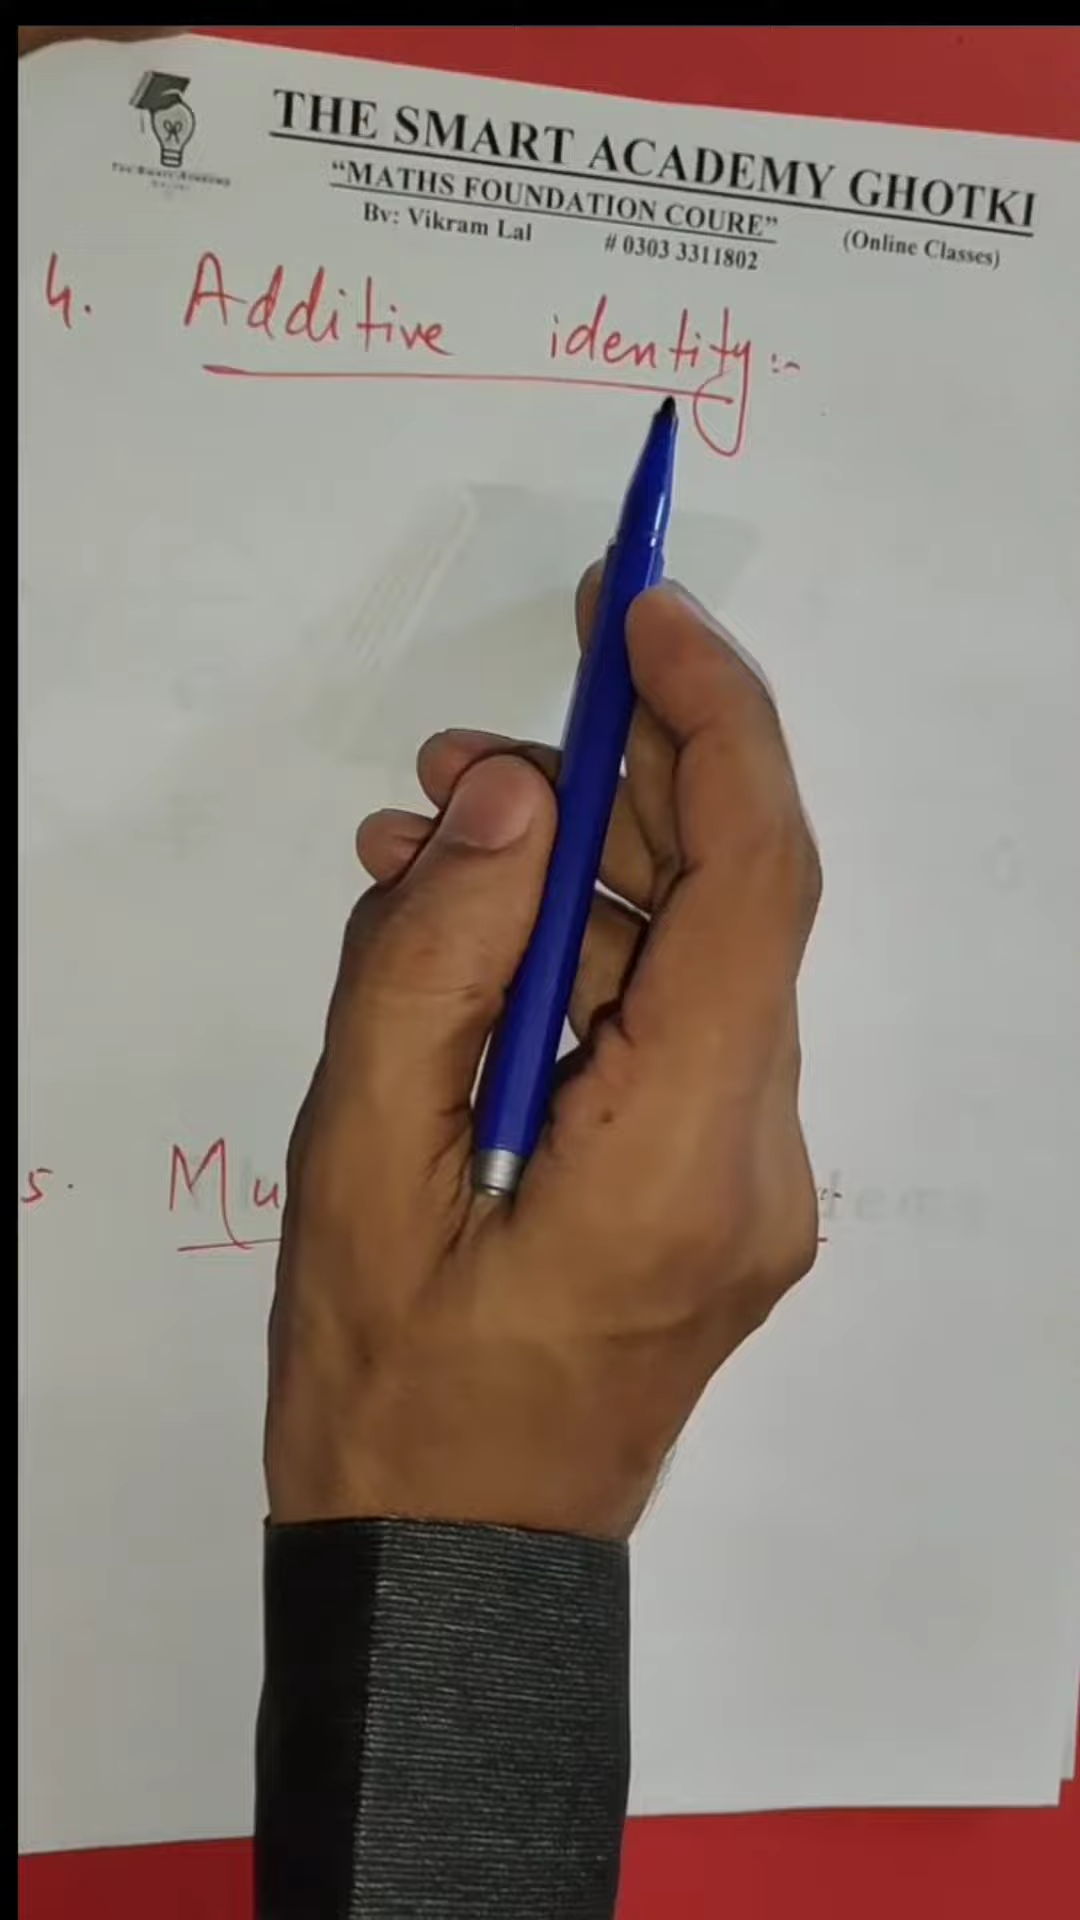 THE SMART ACADEMY GHOTKI
"MATHS FOUNDATION COURE"
By: Vikram Lal # 0303 3311802 (Online Classes)
4. Additive identity:-
5. Mu